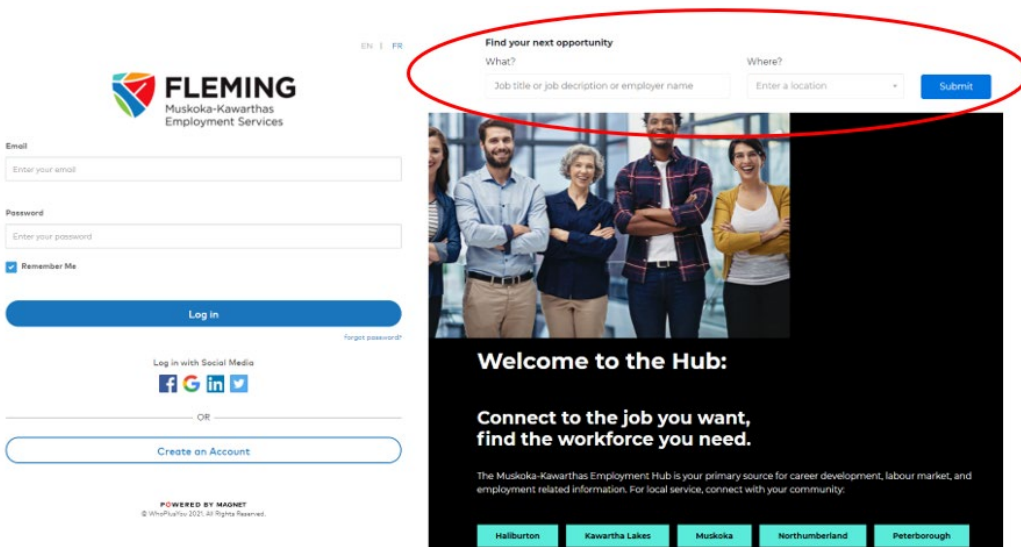 EN | FR
FLEMING
Muskoka-Kawarthas
Employment Services
Email
Enter your email
Password
Enter your password
Remember Me
Log in
forgot password?
Log in with Social Media
OR
Create an Account
POWERED BY MAGNET
© WhoPlusYou 2021, All Rights Reserved.
Find your next opportunity
What?
Where?
Job title or job decription or employer name
Enter a location
Submit
Welcome to the Hub:
Connect to the job you want,
find the workforce you need.
The Muskoka-Kawarthas Employment Hub is your primary source for career development, labour market, and
employment related information. For local service, connect with your community:
Haliburton
Kawartha Lakes
Muskoka
Northumberland
Peterborough